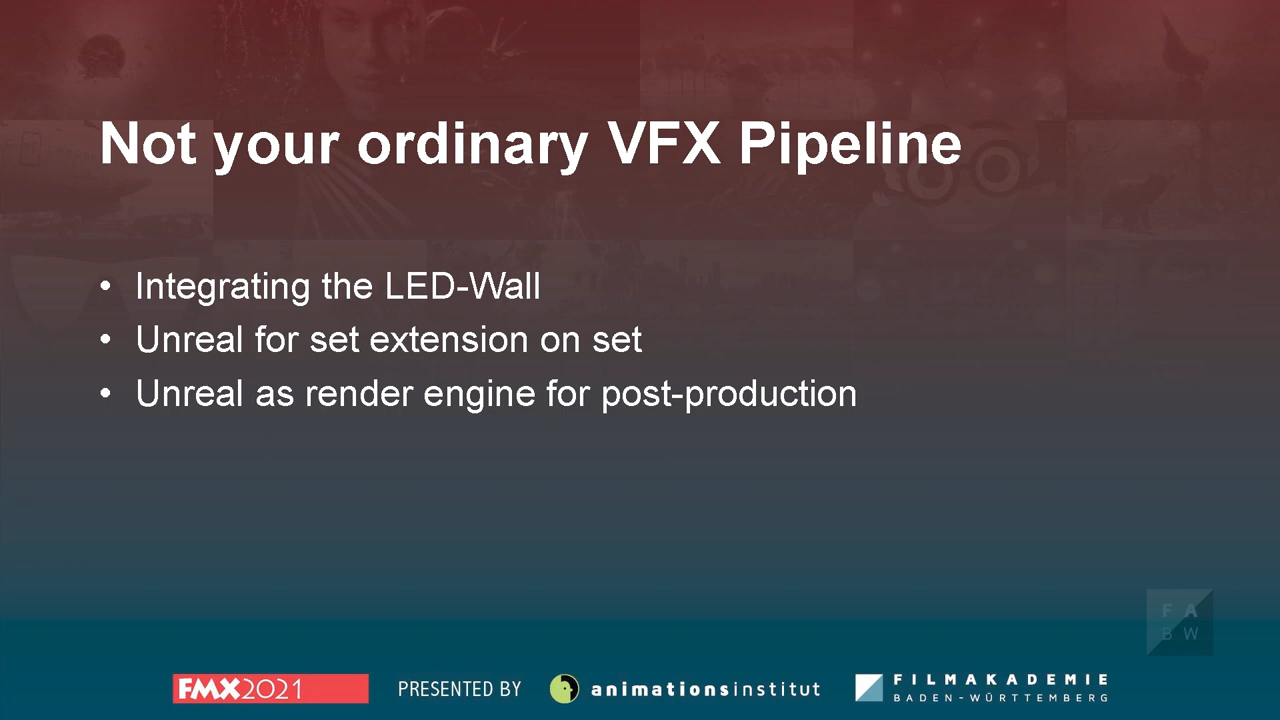 Not your ordinary VFX Pipeline
• Integrating the LED-Wall
• Unreal for set extension on set
• Unreal as render engine for post-production
F A
B W
FMX2021 PRESENTED BY animationsinstitut FILMAKADEMIE
BADEN-WÜRTTEMBERG